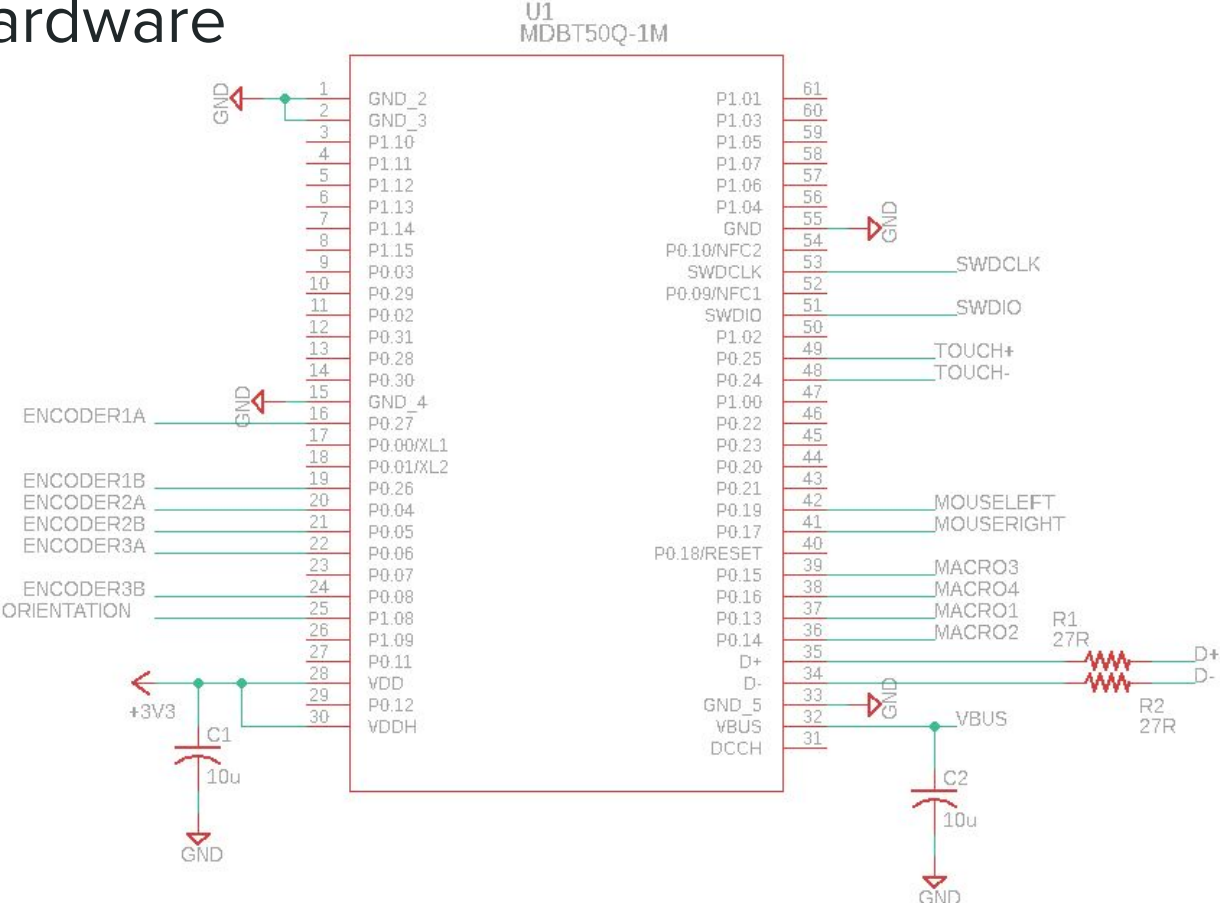 ardware
U1
MDBT50Q-1M
GND
1 GND_2 P1.01 61
2 GND_3 P1.03 60
3 P1.10 P1.05 59
4 P1.11 P1.07 58
5 P1.12 P1.06 57
6 P1.13 P1.04 56
7 P1.14 GND 55 GND
8 P1.15 P0.10/NFC2 54
9 P0.03 SWDCLK 53 SWDCLK
10 P0.29 P0.09/NFC1 52
11 P0.02 SWDIO 51 SWDIO
12 P0.31 P1.02 50
13 P0.28 P0.25 49 TOUCH+
14 P0.30 P0.24 48 TOUCH-
GND 15 GND_4 P1.00 47
ENCODER1A 16 P0.27 P0.22 46
17 P0.00/XL1 P0.23 45
18 P0.01/XL2 P0.20 44
ENCODER1B 19 P0.26 P0.21 43
ENCODER2A 20 P0.04 P0.19 42 MOUSELEFT
ENCODER2B 21 P0.05 P0.17 41 MOUSERIGHT
ENCODER3A 22 P0.06 P0.18/RESET 40
23 P0.07 P0.15 39 MACRO3
ENCODER3B 24 P0.08 P0.16 38 MACRO4
ORIENTATION 25 P1.08 P0.13 37 MACRO1
26 P1.09 P0.14 36 MACRO2
R1
27R
27 P0.11 D+ 35 D+
28 VDD D- 34 D-
+3V3
29 P0.12 GND_5 33 GND
R2
27R
30 VDDH VBUS 32 VBUS
DCCH 31
C1
10u
GND
C2
10u
GND